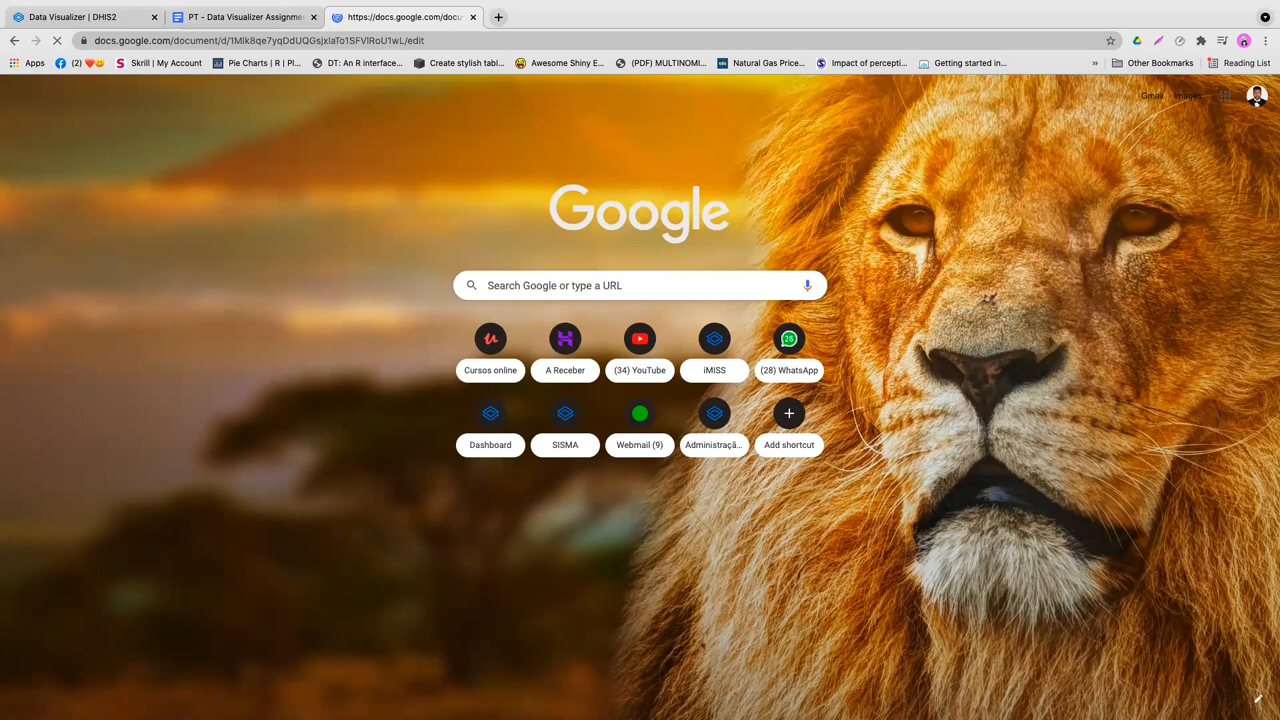 Data Visualizer | DHIS2
PT - Data Visualizer Assignme
https://docs.google.com/docu
docs.google.com/document/d/1Mlk8qe7yqDdUQGsjxlaTo1SFVlRoU1wL/edit
Apps
(2) ❤️😀
Skrill | My Account
Pie Charts | R | Pl...
DT: An R interface...
Create stylish tabl...
Awesome Shiny E...
(PDF) MULTINOMI...
Natural Gas Price...
Impact of percepti...
Getting started in...
»
Other Bookmarks
Reading List
Gmail
Images
Google
Search Google or type a URL
28
Cursos online
A Receber
(34) YouTube
iMISS
(28) WhatsApp
Dashboard
SISMA
Webmail (9)
Administraçã...
Add shortcut